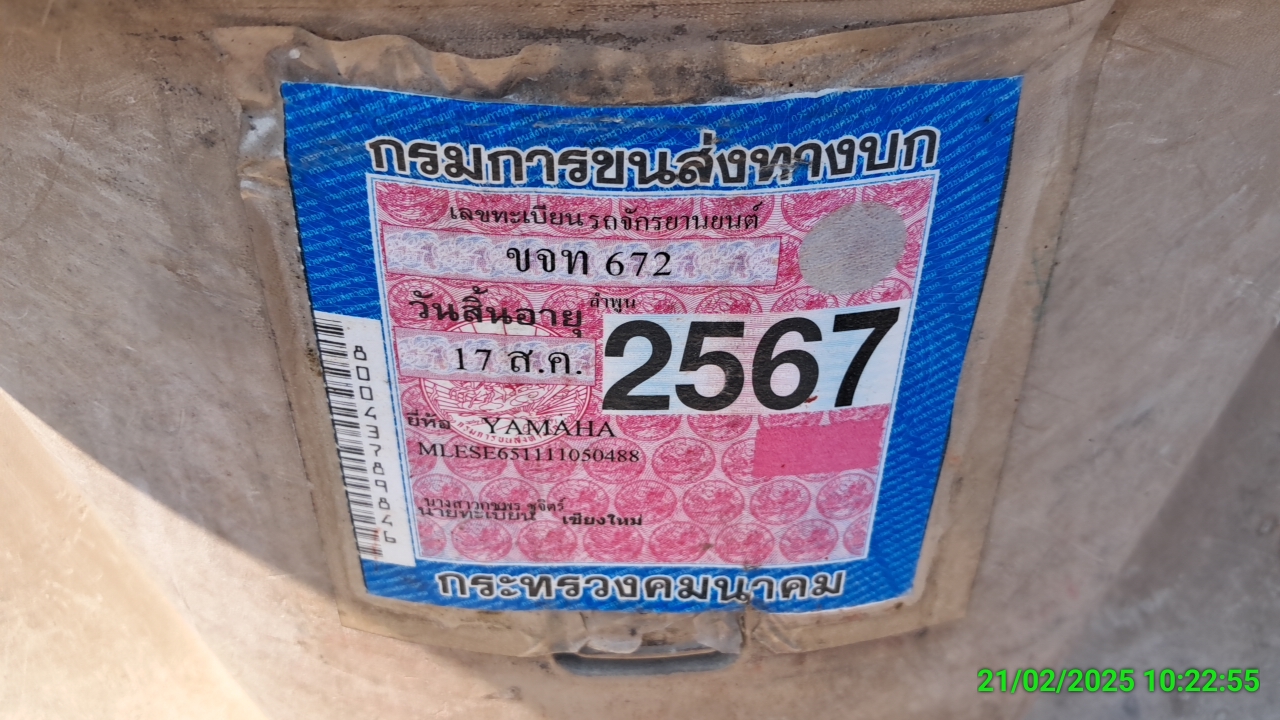 กรมการขนส่งทางบก
เลขทะเบียน รถจักรยานยนต์
ขจท 672
ลำพูน
วันสิ้นอายุ
17 ส.ค.
2567
ยี่ห้อ YAMAHA
MLESE651111050488
นายทะเบียน เชียงใหม่
กระทรวงคมนาคม
80043789846
21/02/2025 10:22:55